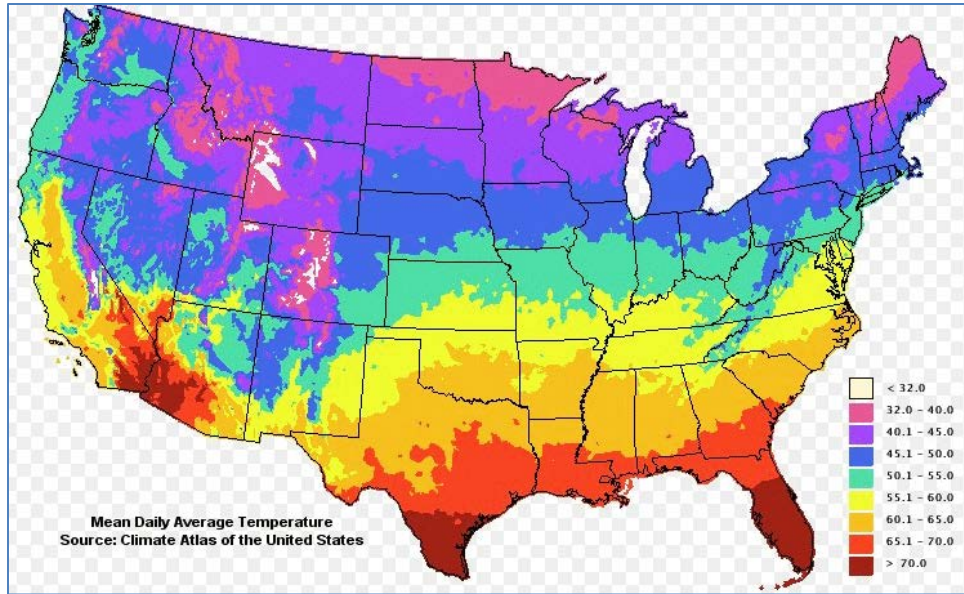 Mean Daily Average Temperature
Source: Climate Atlas of the United States
< 32.0
32.0 - 40.0
40.1 - 45.0
45.1 - 50.0
50.1 - 55.0
55.1 - 60.0
60.1 - 65.0
65.1 - 70.0
> 70.0